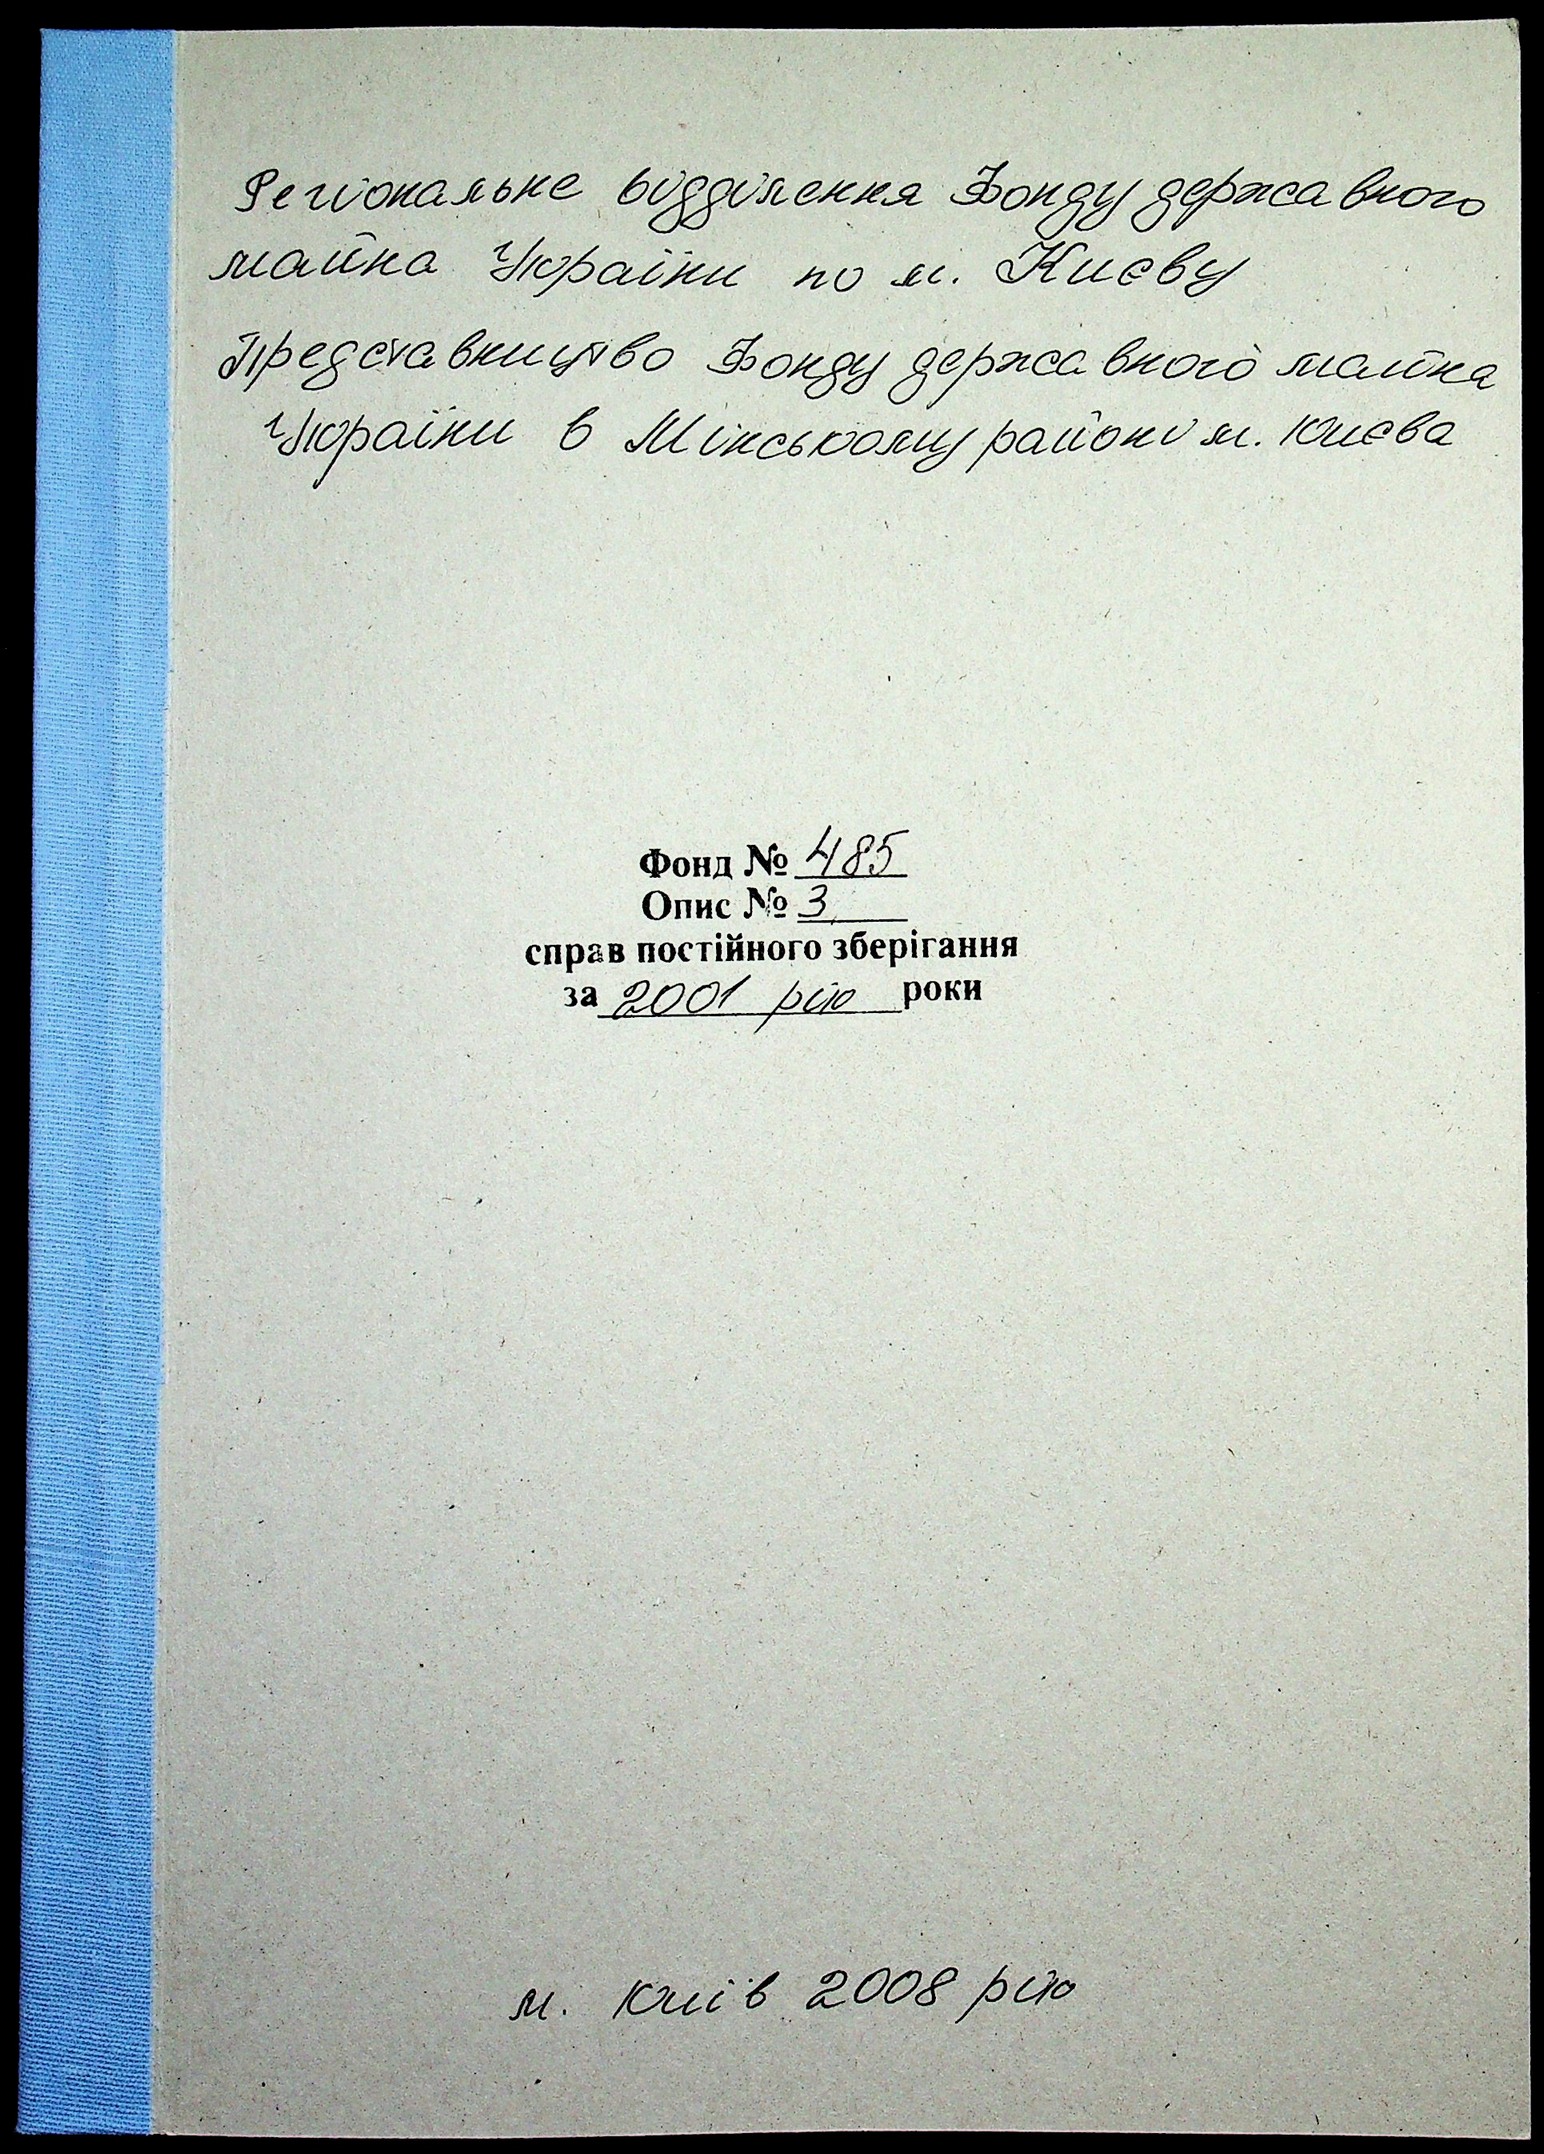 Регіональне відділення Фонду державного
майна України по м. Києву
Представництво Фонду державного майна
України в Мінському районі м. Києва
Фонд № 485
Опис № 3
справ постійного зберігання
за 2001 рік роки
м. Київ 2008 рік